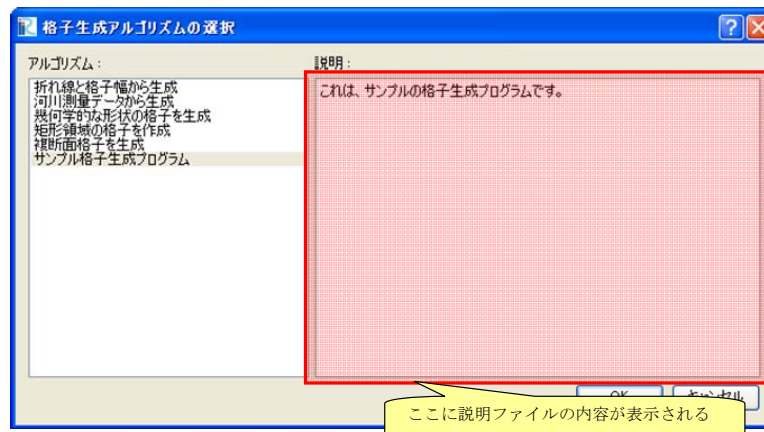 格子生成アルゴリズムの選択
アルゴリズム:
折れ線と格子幅から生成
河川測量データから生成
幾何学的な形状の格子を生成
矩形領域の格子を作成
複断面格子を生成
サンプル格子生成プログラム
説明:
これは、サンプルの格子生成プログラムです。
OK
キャンセル
ここに説明ファイルの内容が表示される